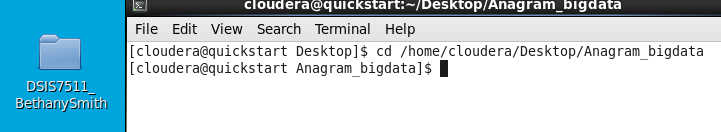 cloudera@quickstart:~/Desktop/Anagram_bigdata
File Edit View Search Terminal Help
[cloudera@quickstart Desktop]$ cd /home/cloudera/Desktop/Anagram_bigdata
[cloudera@quickstart Anagram_bigdata]$
DSIS7511_
BethanySmith